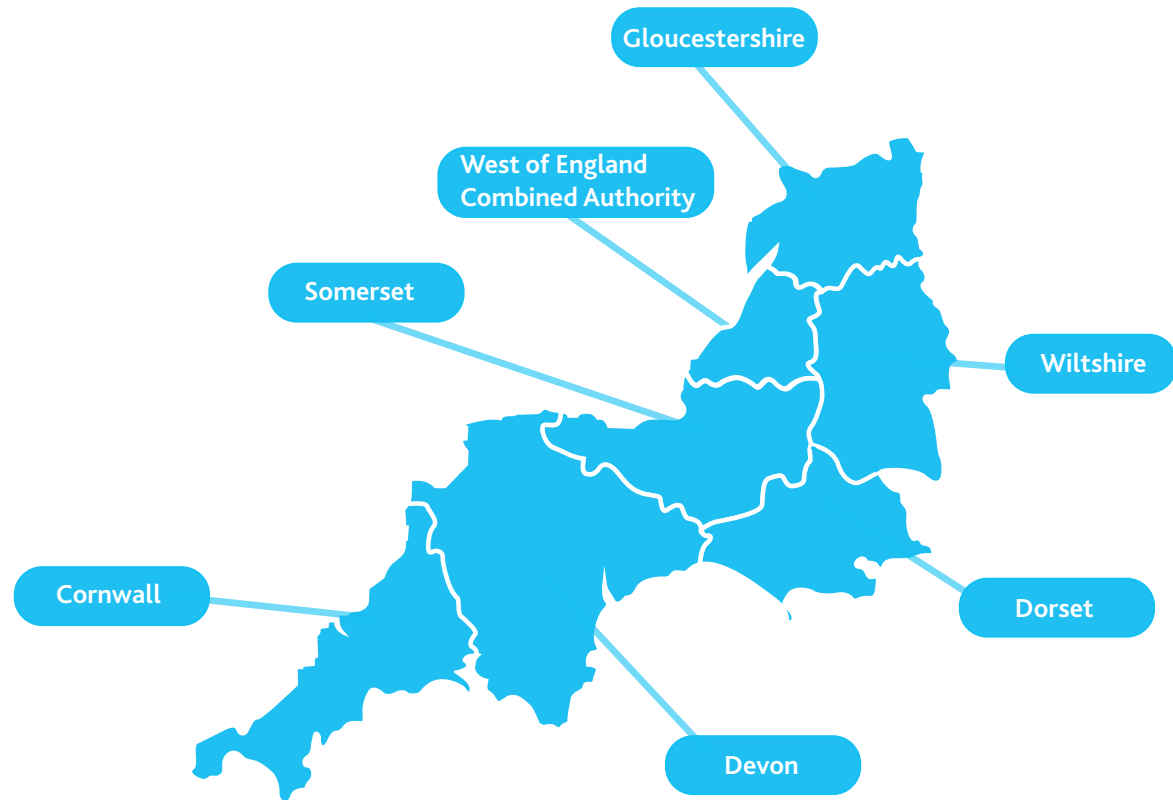 Gloucestershire
West of England
Combined Authority
Somerset
Wiltshire
Cornwall
Dorset
Devon